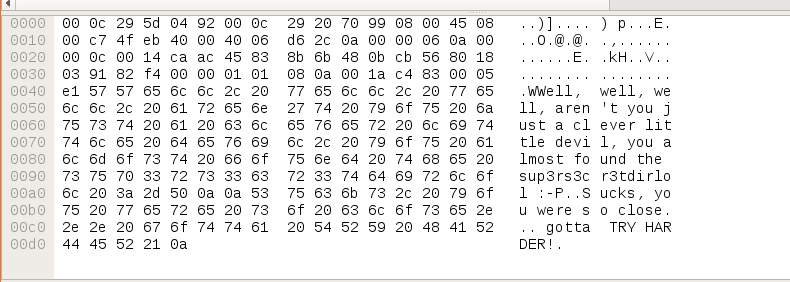 0000 00 0c 29 5d 04 92 00 0c 29 20 70 99 08 00 45 08 ..)].... ) p...E.
0010 00 c7 4f eb 40 00 40 06 d6 2c 0a 00 00 06 0a 00 ..O.@.@. .,......
0020 00 0c 00 14 ca ac 45 83 8b 6b 48 0b cb 56 80 18 ......E. .kH..V..
0030 03 91 82 f4 00 00 01 01 08 0a 00 1a c4 83 00 05 ........ ........
0040 e1 57 57 65 6c 6c 2c 20 77 65 6c 6c 2c 20 77 65 .WWell, well, we
0050 6c 6c 2c 20 61 72 65 6e 27 74 20 79 6f 75 20 6a ll, aren 't you j
0060 75 73 74 20 61 20 63 6c 65 76 65 72 20 6c 69 74 ust a cl ever lit
0070 74 6c 65 20 64 65 76 69 6c 2c 20 79 6f 75 20 61 tle devi l, you a
0080 6c 6d 6f 73 74 20 66 6f 75 6e 64 20 74 68 65 20 lmost fo und the
0090 73 75 70 33 72 73 33 63 72 33 74 64 69 72 6c 6f sup3rs3c r3tdirlo
00a0 6c 20 3a 2d 50 0a 0a 53 75 63 6b 73 2c 20 79 6f l :-P..S ucks, yo
00b0 75 20 77 65 72 65 20 73 6f 20 63 6c 6f 73 65 2e u were s o close.
00c0 2e 2e 20 67 6f 74 74 61 20 54 52 59 20 48 41 52 .. gotta TRY HAR
00d0 44 45 52 21 0a DER!.